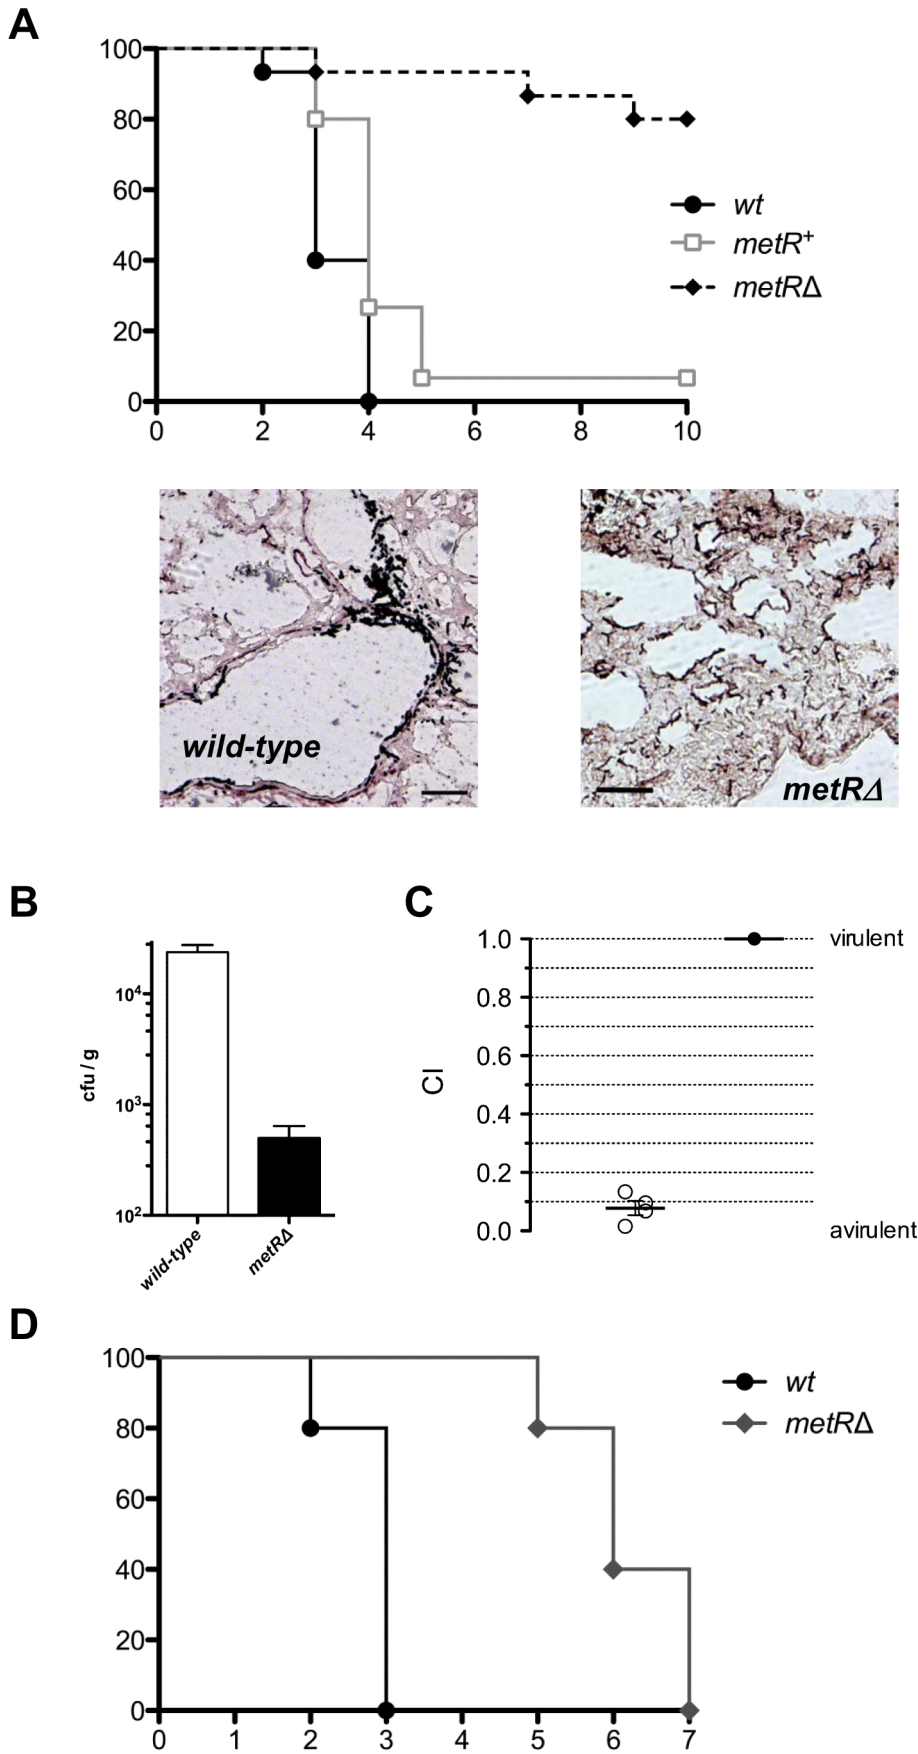 A
100
80
60
40
20
0
0 2 4 6 8 10
wt
metR+
metRΔ
wild-type
metRΔ
B
cfu / g
10⁴
10³
10²
wild-type
metRΔ
C
CI
1.0
0.8
0.6
0.4
0.2
0.0
virulent
avirulent
D
100
80
60
40
20
0
0 1 2 3 4 5 6 7
wt
metRΔ